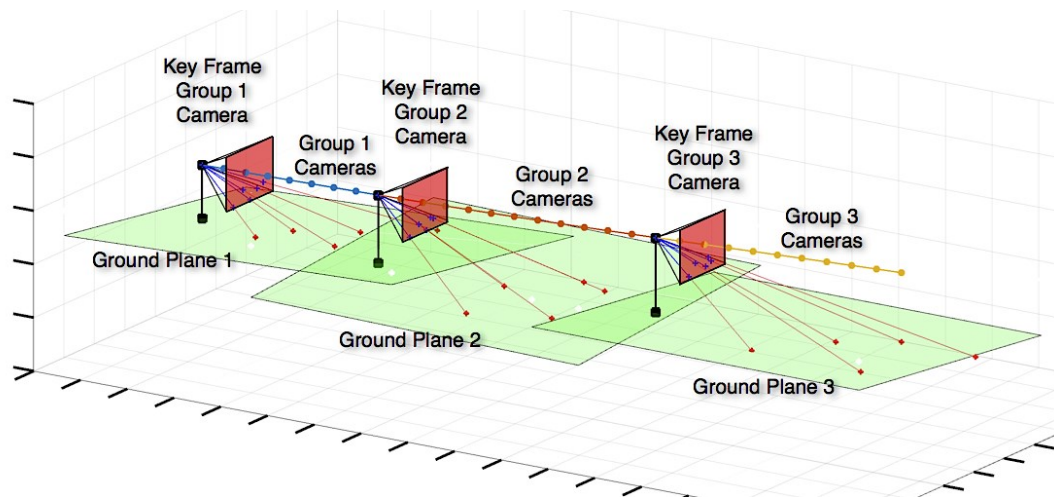 Key Frame
Group 1
Camera
Key Frame
Group 2
Camera
Group 1
Cameras
Key Frame
Group 3
Camera
Group 2
Cameras
Group 3
Cameras
Ground Plane 1
Ground Plane 2
Ground Plane 3